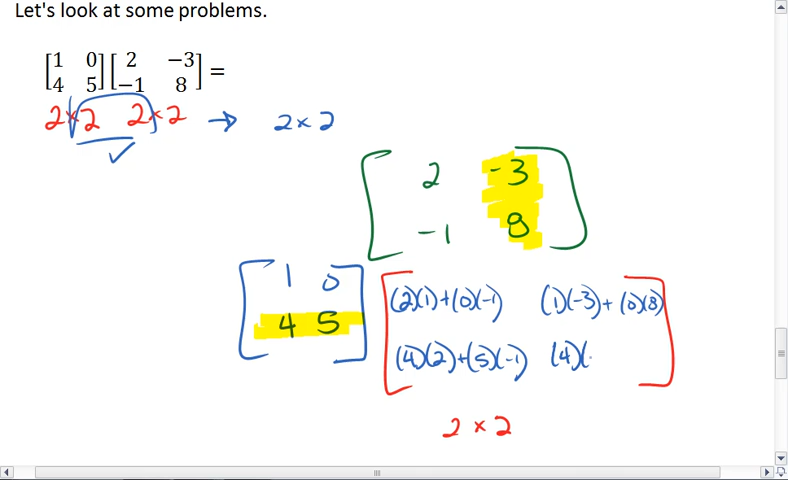 Let's look at some problems.
[1 0] [2 -3] =
[4 5] [-1 8]
2×2 2×2 → 2×2
✓
2 -3
-1 8
1 0
4 5
(2)(1)+(0)(-1) (1)(-3)+(0)(8)
(4)(2)+(5)(-1) (4)(
2×2